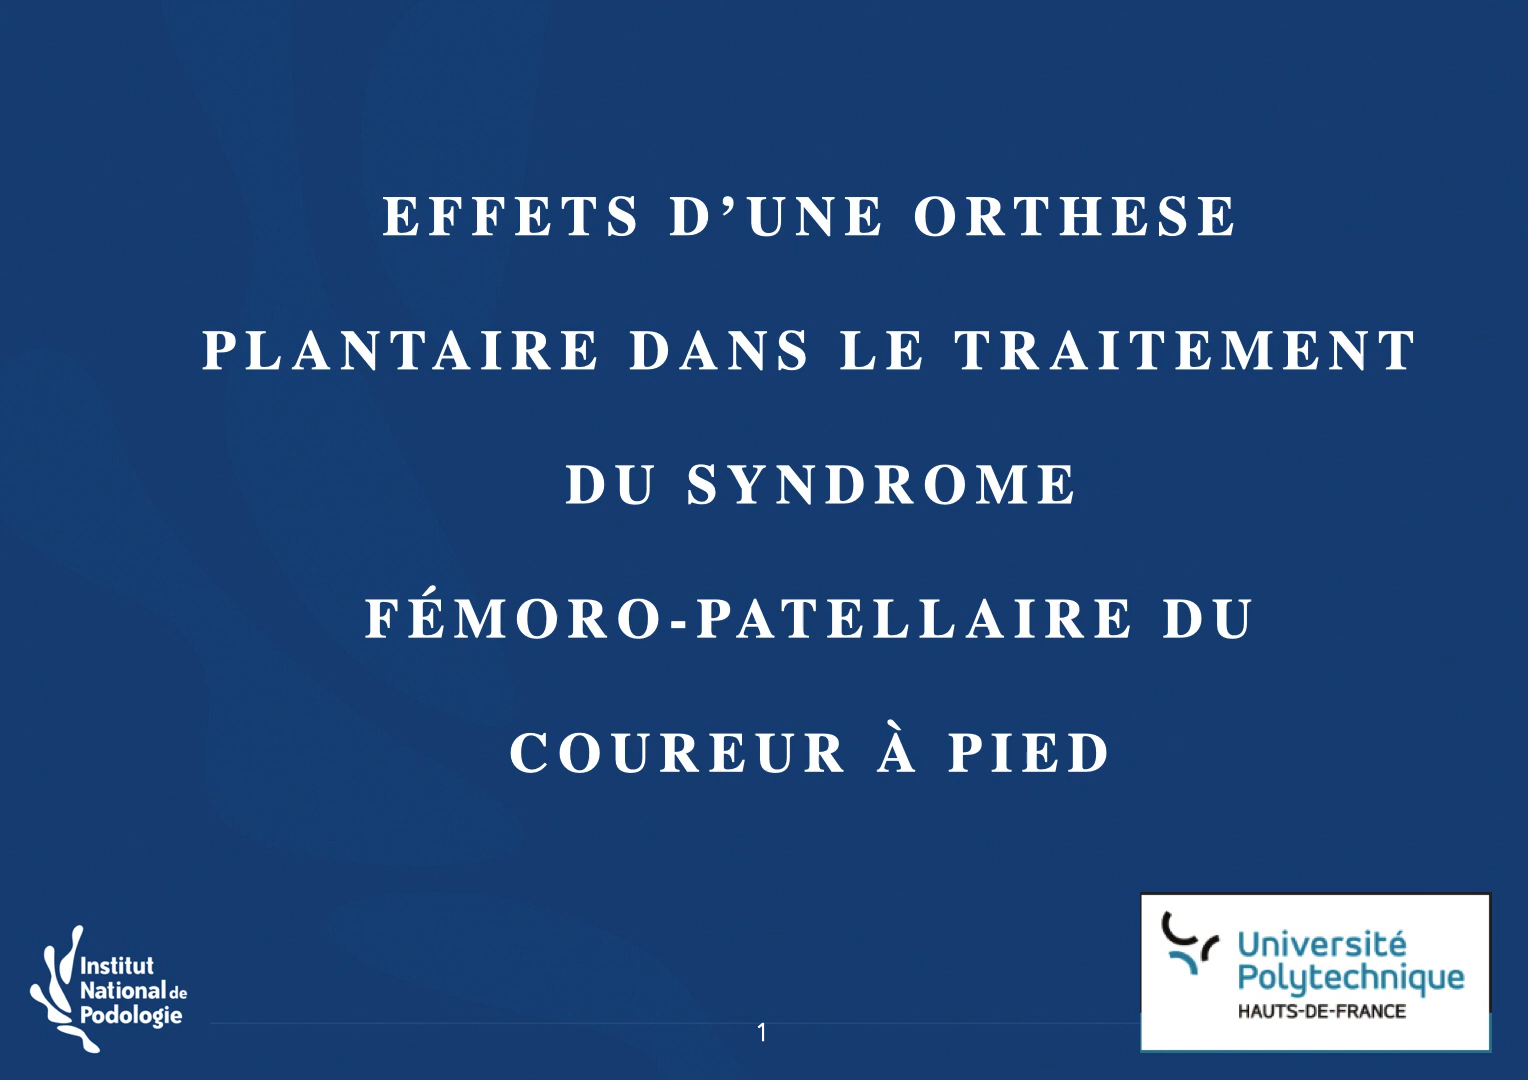 EFFETS D’UNE ORTHESE
PLANTAIRE DANS LE TRAITEMENT
DU SYNDROME
FÉMORO-PATELLAIRE DU
COUREUR À PIED
Institut
National de
Podologie
1
Université
Polytechnique
HAUTS-DE-FRANCE